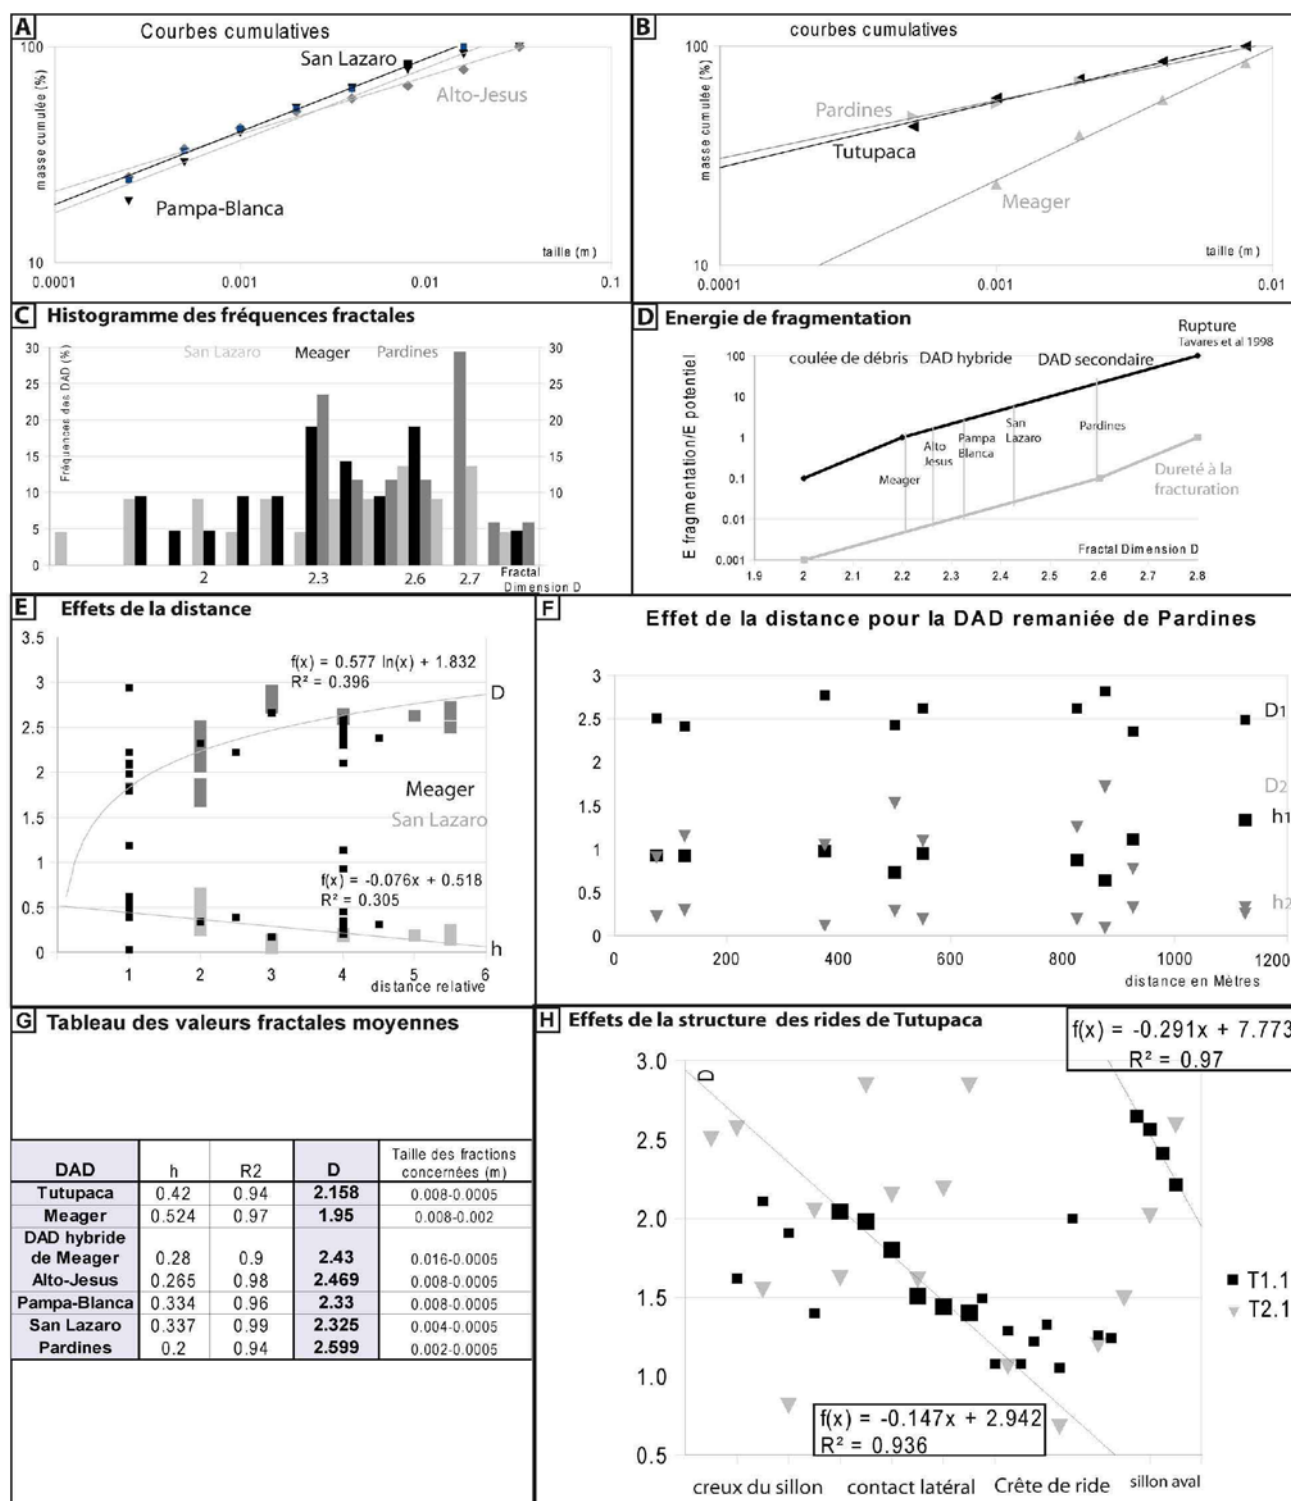 A
Courbes cumulatives
100
masse cumulée (%)
San Lazaro
Alto-Jesus
Pampa-Blanca
taille (m)
10
0.0001
0.001
0.01
0.1
B
courbes cumulatives
100
masse cumulée (%)
Pardines
Tutupaca
Meager
taille (m)
10
0.0001
0.001
0.01
C Histogramme des fréquences fractales
30
25
20
15
10
5
0
Fréquences des DAD (%)
San Lazaro
Meager
Pardines
30
25
20
15
10
2
2.3
2.6
2.7
Fractal
Dimension D
D Energie de fragmentation
Rupture
Tavares et al 1998
coulée de débris
DAD hybride
DAD secondaire
E fragmentation/E potentiel
100
10
1
0.1
0.01
0.001
Meager
Alto
Jesus
Pampa
Blanca
San
Lazaro
Pardines
Dureté à la
fracturation
Fractal Dimension D
1.9 2 2.1 2.2 2.3 2.4 2.5 2.6 2.7 2.8
E Effets de la distance
3.5
3
2.5
2
1.5
1
0.5
0
f(x) = 0.577 ln(x) + 1.832
R² = 0.396
D
Meager
San Lazaro
f(x) = -0.076x + 0.518
R² = 0.305
h
1 2 3 4 5 6
distance relative
F
Effet de la distance pour la DAD remaniée de Pardines
3
2.5
2
1.5
1
0.5
0
D1
D2
h1
h2
0 200 400 600 800 1000 1200
distance en Mètres
G Tableau des valeurs fractales moyennes
DAD h R2 D Taille des fractions
concernées (m)
Tutupaca 0.42 0.94 2.158 0.008-0.0005
Meager 0.524 0.97 1.95 0.008-0.002
DAD hybride
de Meager 0.28 0.9 2.43 0.016-0.0005
Alto-Jesus 0.265 0.98 2.469 0.008-0.0005
Pampa-Blanca 0.334 0.96 2.33 0.008-0.0005
San Lazaro 0.337 0.99 2.325 0.004-0.0005
Pardines 0.2 0.94 2.599 0.002-0.0005
H Effets de la structure des rides de Tutupaca
f(x) = -0.291x + 7.773
R² = 0.97
3.0
2.5
2.0
1.5
1.0
0.5
D
T1.1
T2.1
f(x) = -0.147x + 2.942
R² = 0.936
creux du sillon
contact latéral
Crête de ride
sillon aval